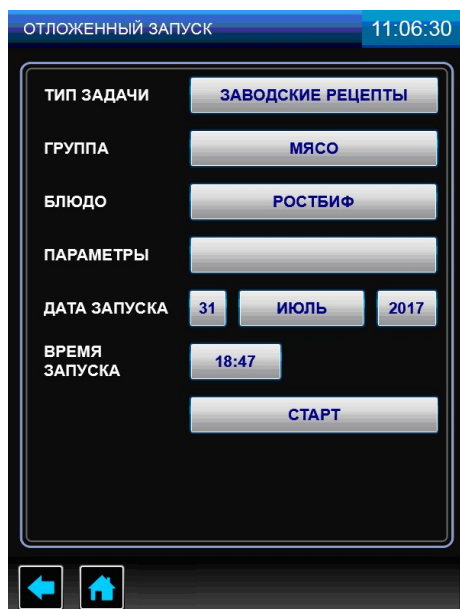 ОТЛОЖЕННЫЙ ЗАПУСК 11:06:30
ТИП ЗАДАЧИ ЗАВОДСКИЕ РЕЦЕПТЫ
ГРУППА МЯСО
БЛЮДО РОСТБИФ
ПАРАМЕТРЫ
ДАТА ЗАПУСКА 31 ИЮЛЬ 2017
ВРЕМЯ
ЗАПУСКА 18:47
СТАРТ